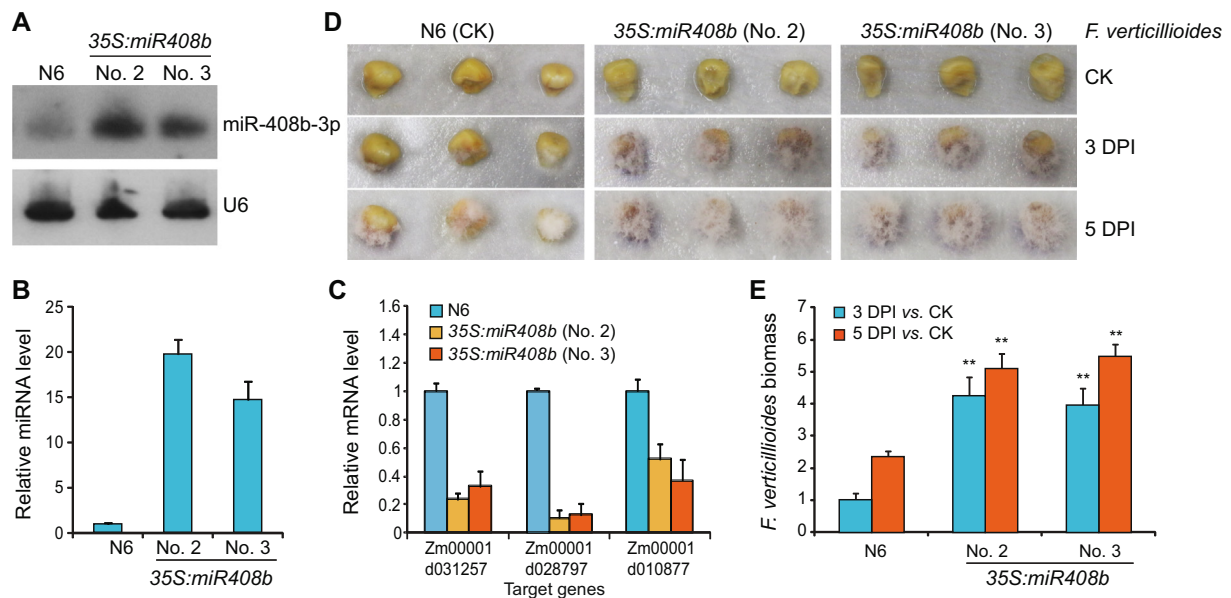 A
35S:miR408b
N6 No. 2 No. 3
miR-408b-3p
U6
B
Relative miRNA level
25
20
15
10
5
0
N6 No. 2 No. 3
35S:miR408b
C
Relative mRNA level
1.6
1.4
1.2
1
0.8
0.6
0.4
0.2
0
N6
35S:miR408b (No. 2)
35S:miR408b (No. 3)
Zm00001 Zm00001 Zm00001
d031257 d028797 d010877
Target genes
D
N6 (CK) 35S:miR408b (No. 2) 35S:miR408b (No. 3) F. verticillioides
CK
3 DPI
5 DPI
E
F. verticillioides biomass
7
6
5
4
3
2
1
0
3 DPI vs. CK
5 DPI vs. CK
** ** ** **
N6 No. 2 No. 3
35S:miR408b